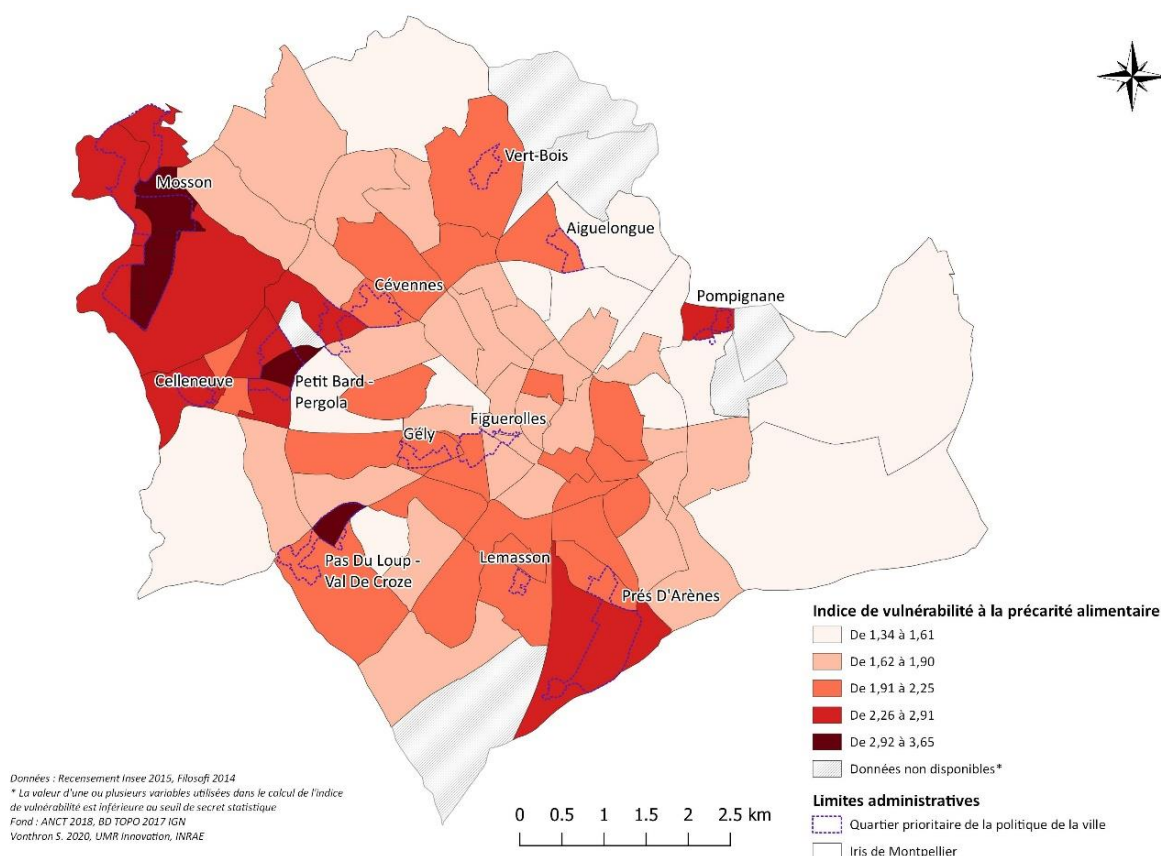 Vert-Bois
Mosson
Aiguelongue
Cévennes
Pompignane
Celleneuve
Petit Bard -
Pergola
Figuerolles
Gély
Pas Du Loup -
Val De Croze
Lemasson
Prés D'Arènes
Indice de vulnérabilité à la précarité alimentaire
De 1,34 à 1,61
De 1,62 à 1,90
De 1,91 à 2,25
De 2,26 à 2,91
De 2,92 à 3,65
Données non disponibles*
Limites administratives
Quartier prioritaire de la politique de la ville
Iris de Montpellier
Données : Recensement Insee 2015, Filosofi 2014
* La valeur d'une ou plusieurs variables utilisées dans le calcul de l'indice
de vulnérabilité est inférieure au seuil de secret statistique
Fond : ANCT 2018, BD TOPO 2017 IGN
Vonthron S. 2020, UMR Innovation, INRAE
0 0.5 1 1.5 2 2.5 km